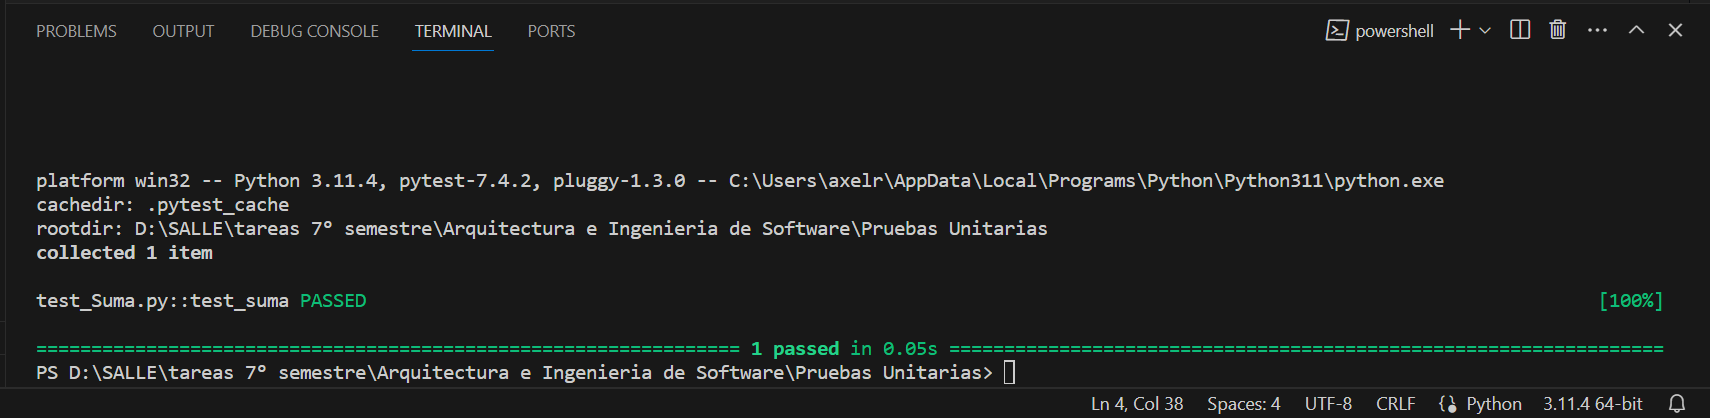 PROBLEMS OUTPUT DEBUG CONSOLE TERMINAL PORTS powershell
platform win32 -- Python 3.11.4, pytest-7.4.2, pluggy-1.3.0 -- C:\Users\axelr\AppData\Local\Programs\Python\Python311\python.exe
cachedir: .pytest_cache
rootdir: D:\SALLE\tareas 7° semestre\Arquitectura e Ingenieria de Software\Pruebas Unitarias
collected 1 item
test_Suma.py::test_suma PASSED [100%]
================================================================ 1 passed in 0.05s =================================================================
PS D:\SALLE\tareas 7° semestre\Arquitectura e Ingenieria de Software\Pruebas Unitarias>
Ln 4, Col 38 Spaces: 4 UTF-8 CRLF Python 3.11.4 64-bit